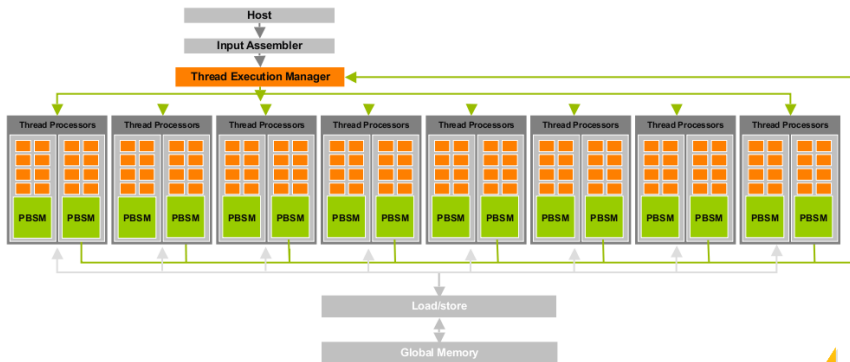 Host
Input Assembler
Thread Execution Manager
Thread Processors Thread Processors Thread Processors Thread Processors Thread Processors Thread Processors Thread Processors Thread Processors
PBSM PBSM PBSM PBSM PBSM PBSM PBSM PBSM PBSM PBSM PBSM PBSM PBSM PBSM PBSM PBSM
Load/store
Global Memory